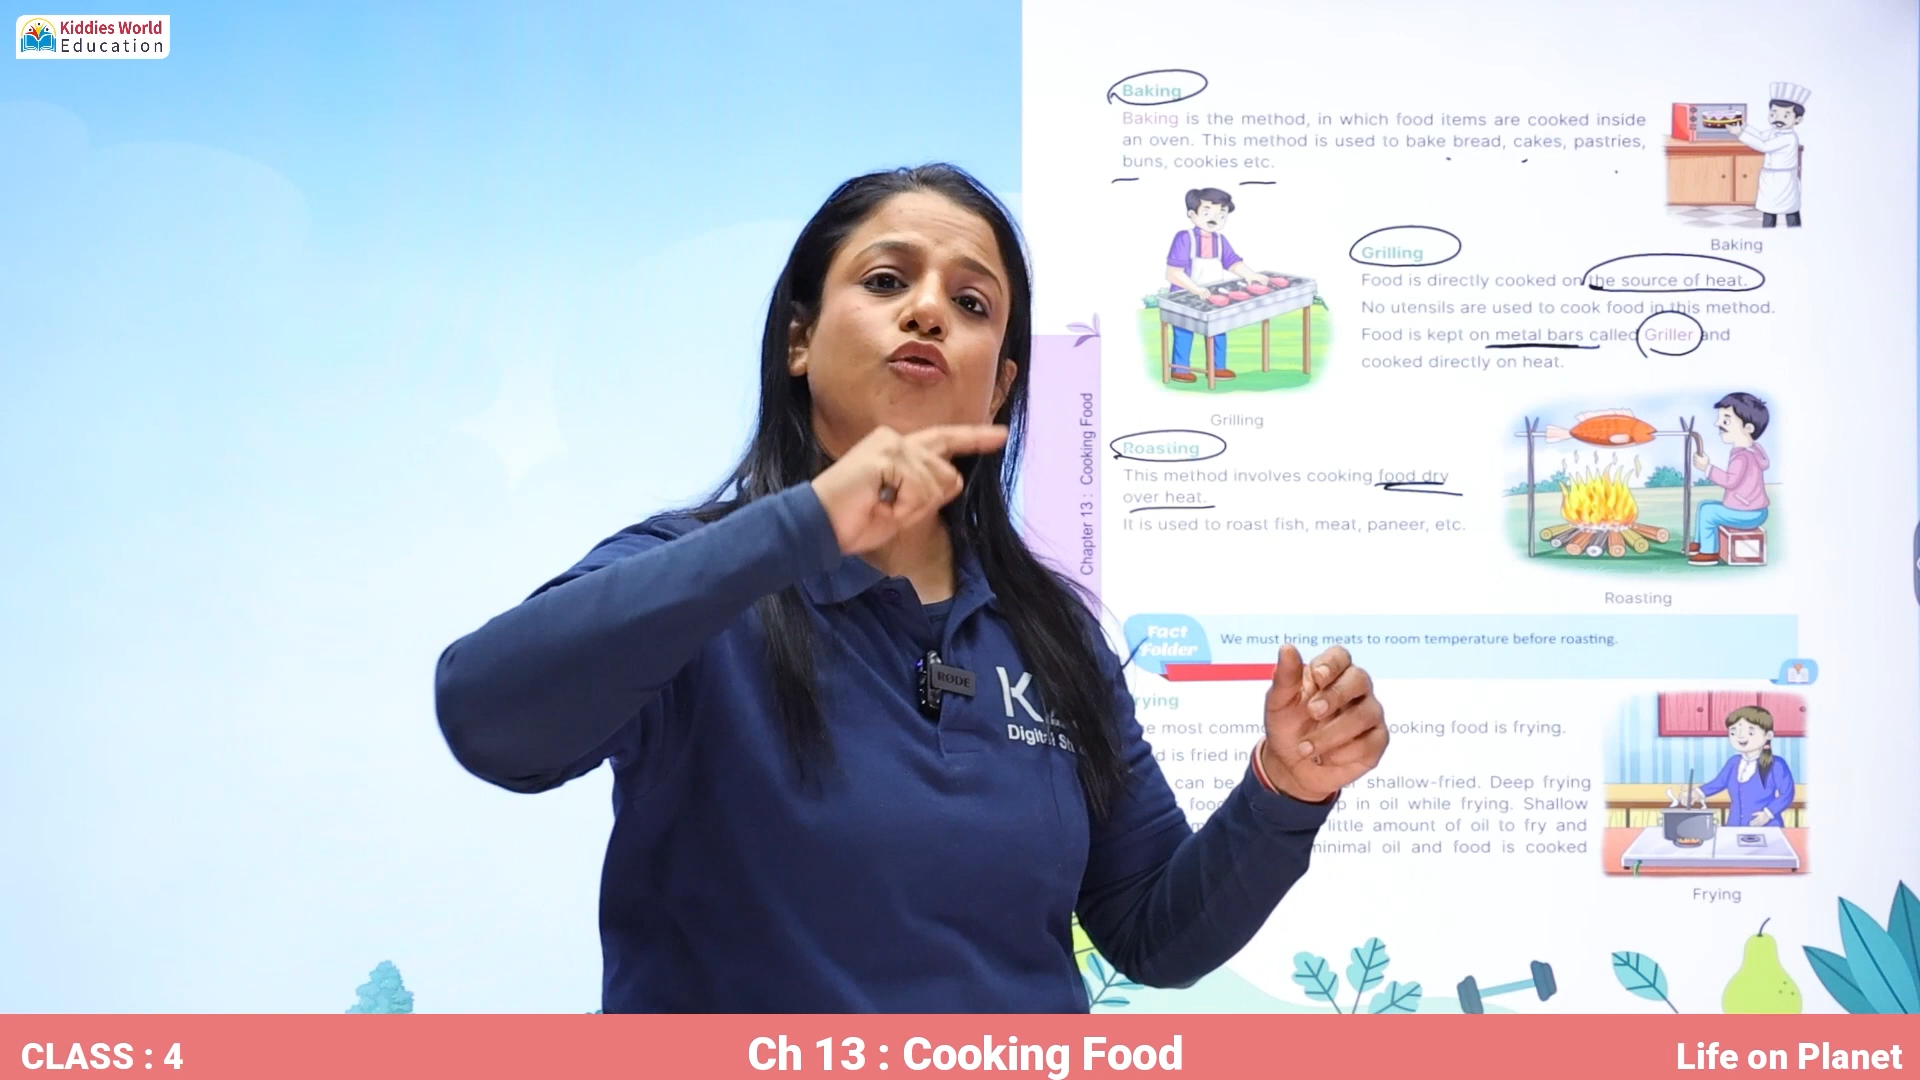 Kiddies World
Education
Baking
Baking is the method, in which food items are cooked inside
an oven. This method is used to bake bread, cakes, pastries,
buns, cookies etc.
Baking
Grilling
Food is directly cooked on the source of heat.
No utensils are used to cook food in this method.
Food is kept on metal bars called Griller and
cooked directly on heat.
Grilling
Roasting
This method involves cooking food dry
over heat.
It is used to roast fish, meat, paneer, etc.
Roasting
Chapter 13 : Cooking Food
Fact
Folder
We must bring meats to room temperature before roasting.
rying
most comm ooking food is frying.
is fried in
can be shallow-fried. Deep frying
foo in oil while frying. Shallow
little amount of oil to fry and
minimal oil and food is cooked
Frying
RODE
K
Digital St
CLASS : 4
Ch 13 : Cooking Food
Life on Planet